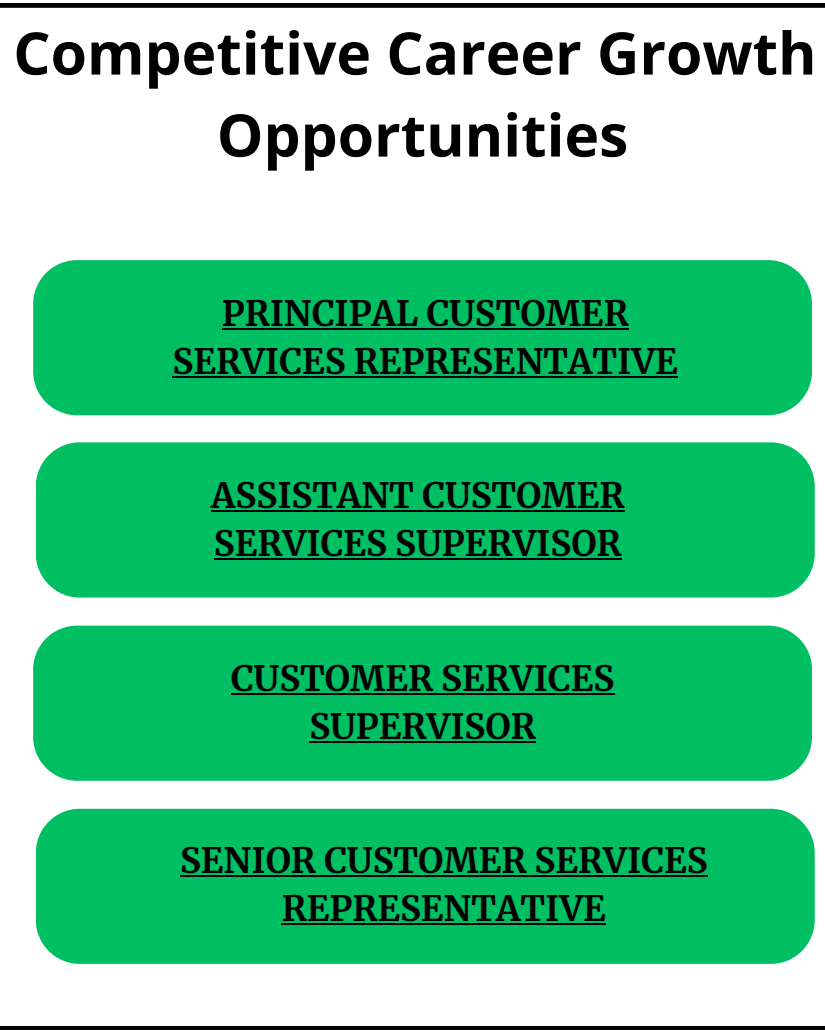 Competitive Career Growth
Opportunities
PRINCIPAL CUSTOMER
SERVICES REPRESENTATIVE
ASSISTANT CUSTOMER
SERVICES SUPERVISOR
CUSTOMER SERVICES
SUPERVISOR
SENIOR CUSTOMER SERVICES
REPRESENTATIVE